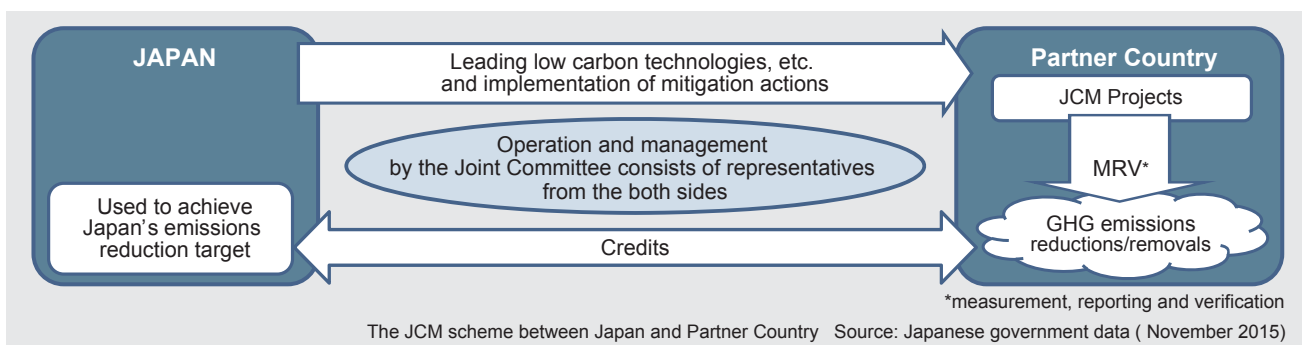 JAPAN
Leading low carbon technologies, etc.
and implementation of mitigation actions
Partner Country
JCM Projects
Operation and management
by the Joint Committee consists of representatives
from the both sides
MRV*
Used to achieve
Japan's emissions
reduction target
Credits
GHG emissions
reductions/removals
*measurement, reporting and verification
The JCM scheme between Japan and Partner Country Source: Japanese government data ( November 2015)